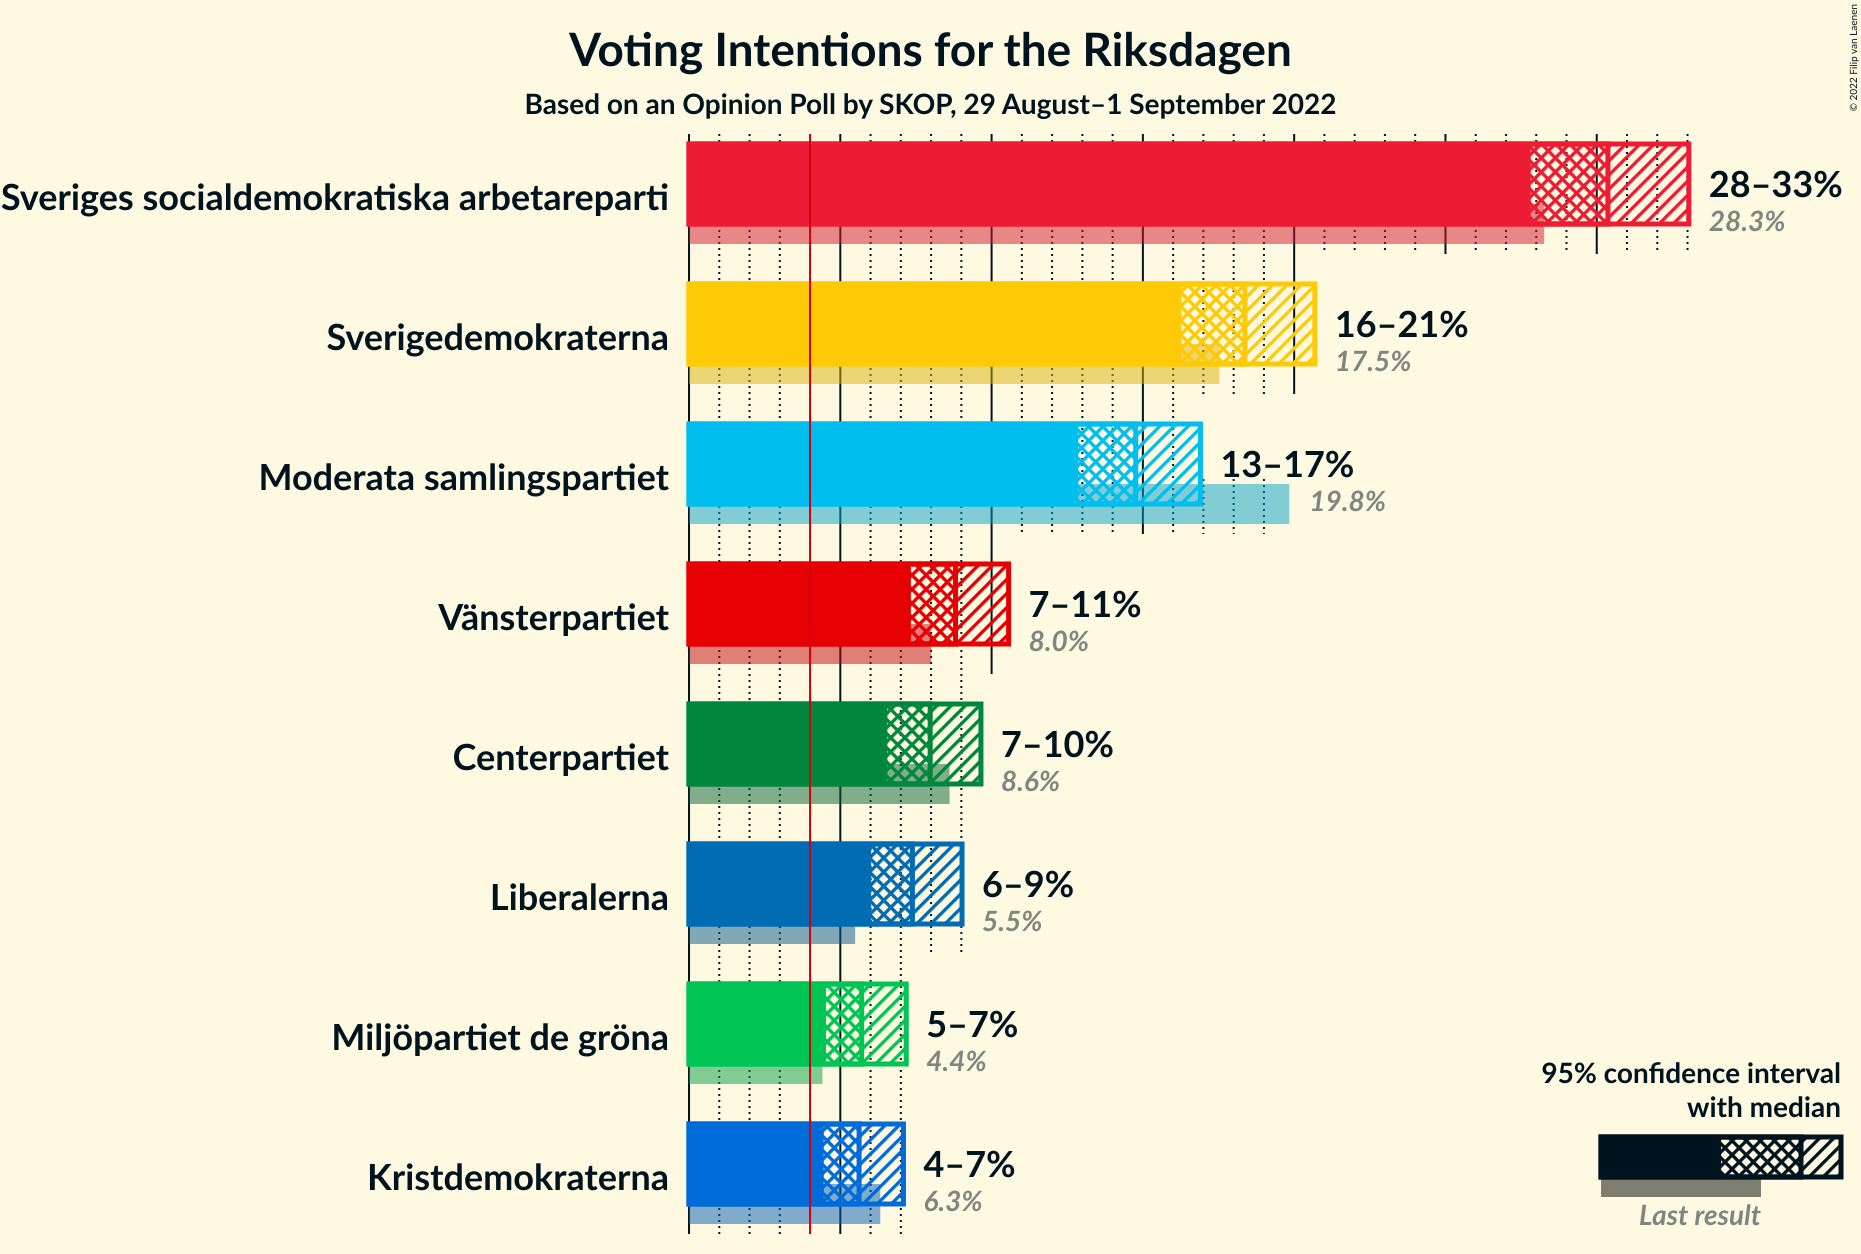 Voting Intentions for the Riksdagen
Based on an Opinion Poll by SKOP, 29 August–1 September 2022
© 2022 Filip van Laenen
Sveriges socialdemokratiska arbetareparti
28–33%
28.3%
Sverigedemokraterna
16–21%
17.5%
Moderata samlingspartiet
13–17%
19.8%
Vänsterpartiet
7–11%
8.0%
Centerpartiet
7–10%
8.6%
Liberalerna
6–9%
5.5%
Miljöpartiet de gröna
5–7%
4.4%
Kristdemokraterna
4–7%
6.3%
95% confidence interval
with median
Last result